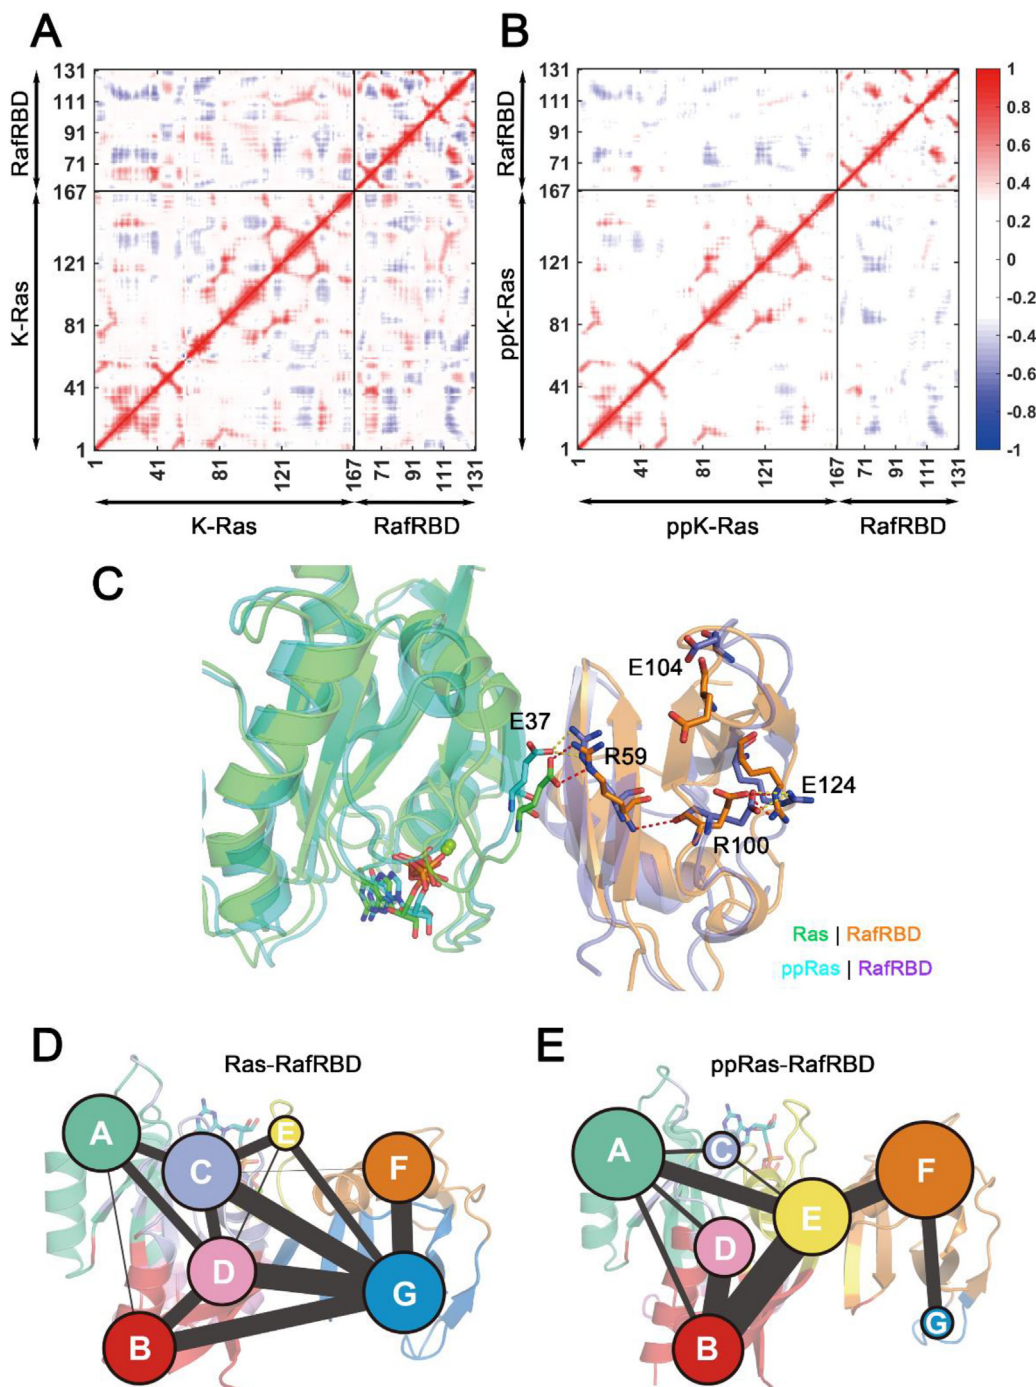 A
B
131
111
91
71
167
121
81
41
1
RafRBD
K-Ras
1
41
81
121
167
71
91
111
131
K-Ras
RafRBD
131
111
91
71
167
121
81
41
1
RafRBD
ppK-Ras
1
41
81
121
167
71
91
111
131
ppK-Ras
RafRBD
1
0.8
0.6
0.4
0.2
0
-0.2
-0.4
-0.6
-0.8
-1
C
E104
E37
R59
E124
R100
Ras | RafRBD
ppRas | RafRBD
D
Ras-RafRBD
A
C
E
F
D
G
B
E
ppRas-RafRBD
A
C
F
E
D
G
B